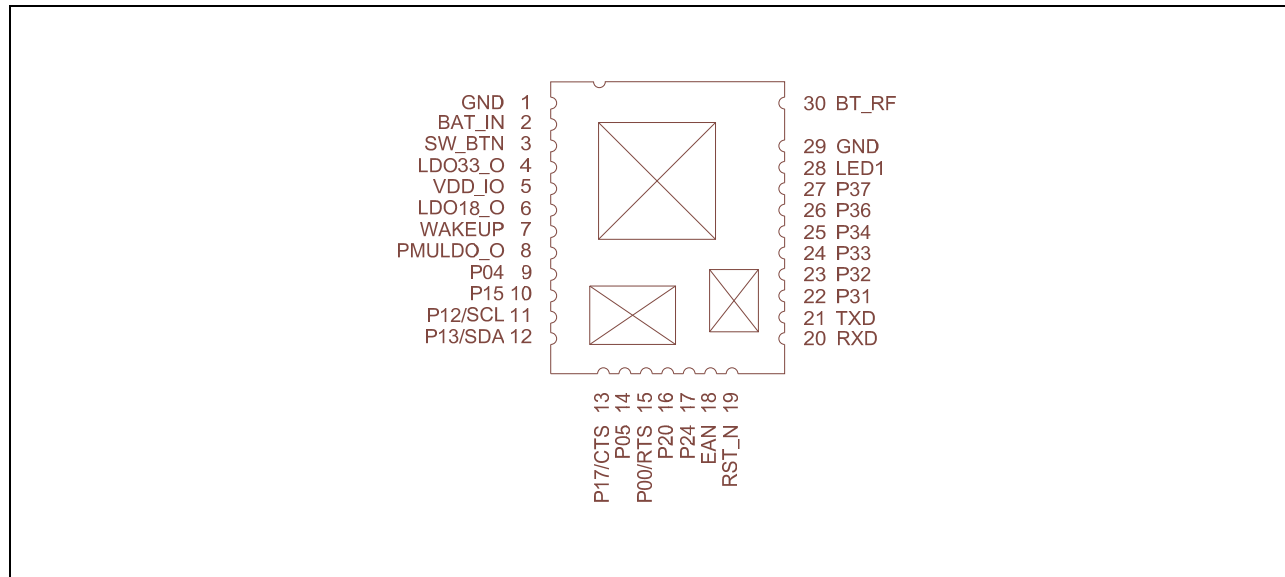 GND 1
BAT_IN 2
SW_BTN 3
LDO33_O 4
VDD_IO 5
LDO18_O 6
WAKEUP 7
PMULDO_O 8
P04 9
P15 10
P12/SCL 11
P13/SDA 12
P17/CTS 13
P05 14
P00/RTS 15
P20 16
P24 17
EAN 18
RST_N 19
30 BT_RF
29 GND
28 LED1
27 P37
26 P36
25 P34
24 P33
23 P32
22 P31
21 TXD
20 RXD